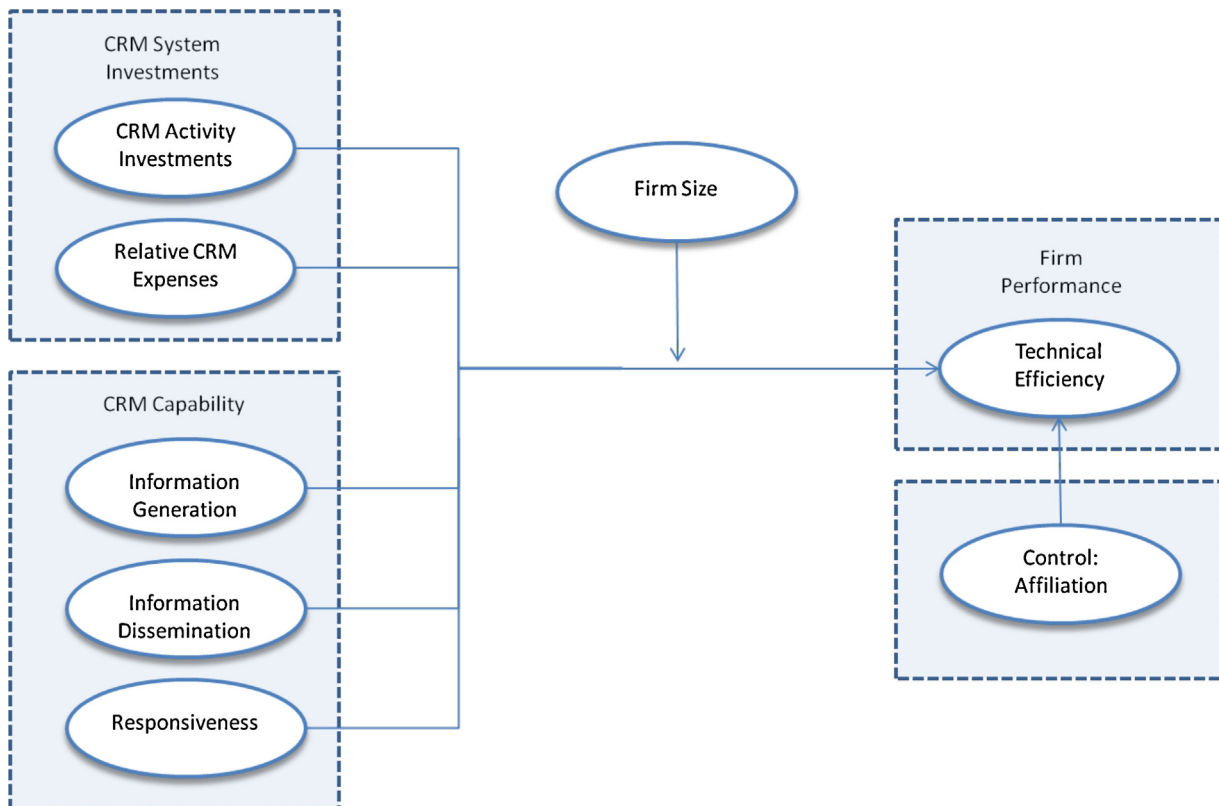 CRM System
Investments
CRM Activity
Investments
Relative CRM
Expenses
CRM Capability
Information
Generation
Information
Dissemination
Responsiveness
Firm Size
Firm
Performance
Technical
Efficiency
Control:
Affiliation